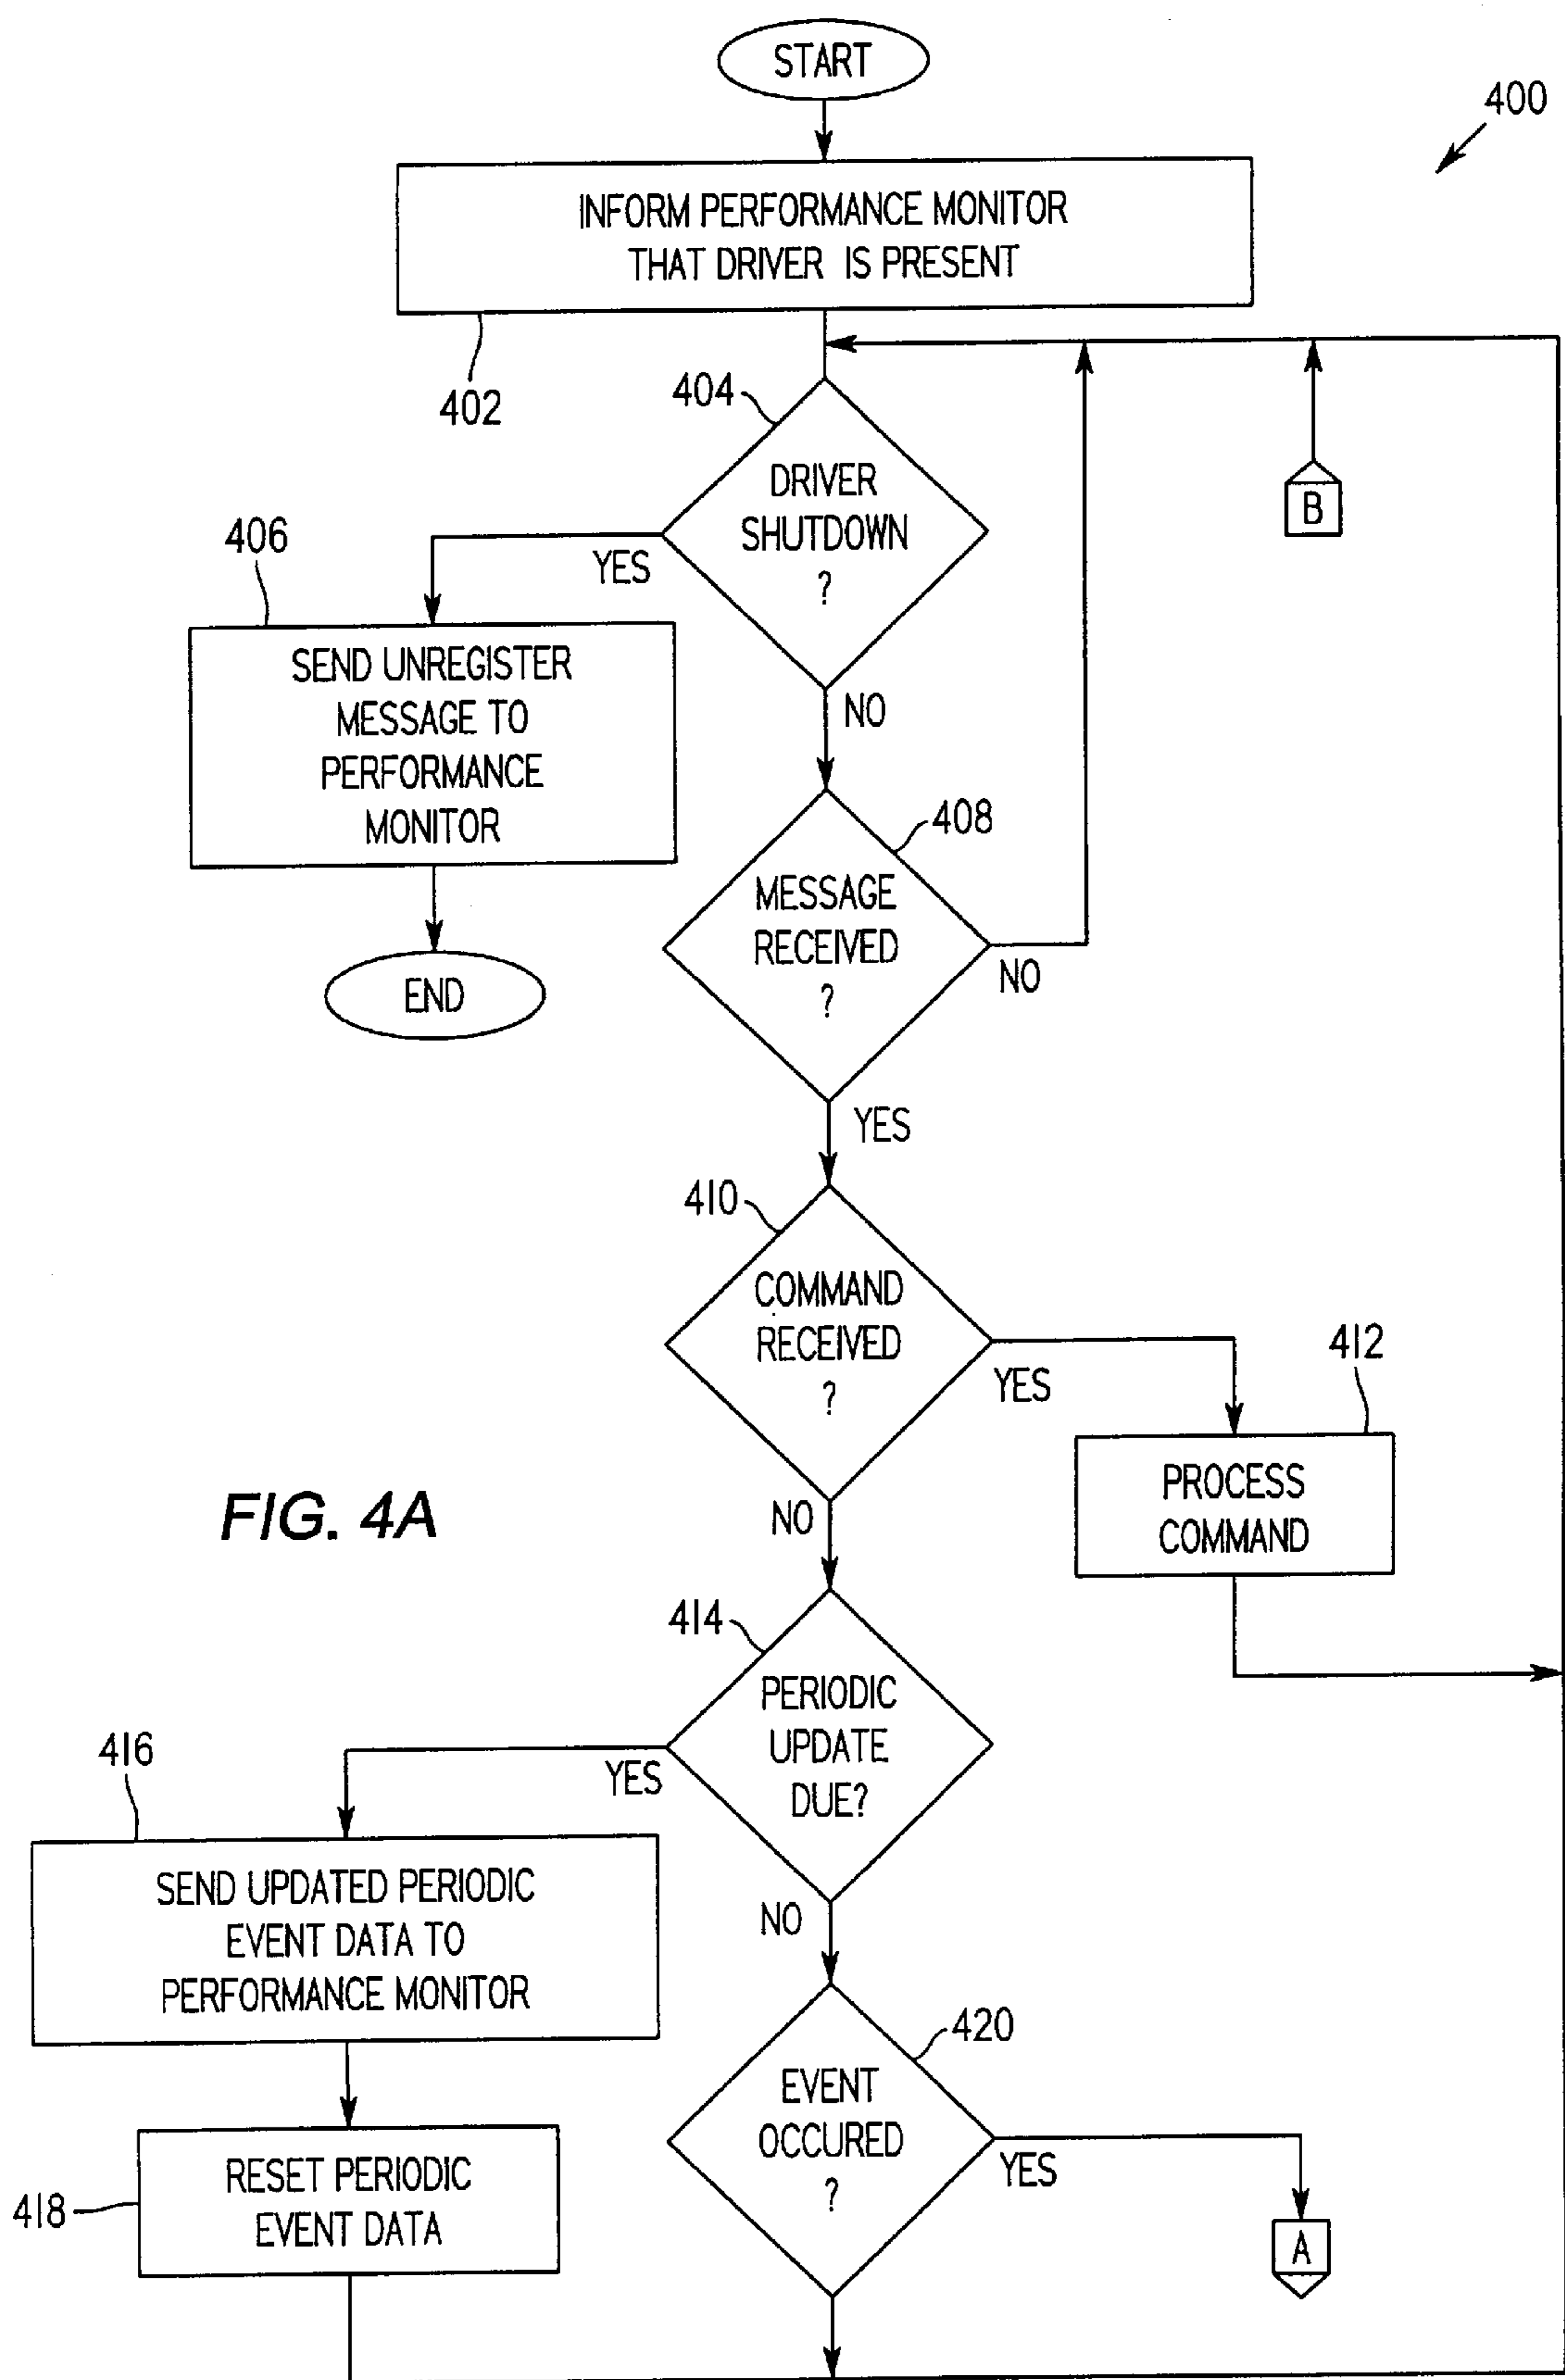 START
400
INFORM PERFORMANCE MONITOR
THAT DRIVER IS PRESENT
402
404
DRIVER
SHUTDOWN
?
B
406
YES
SEND UNREGISTER
MESSAGE TO
PERFORMANCE
MONITOR
NO
408
MESSAGE
RECEIVED
?
NO
END
YES
410
COMMAND
RECEIVED
?
YES
412
PROCESS
COMMAND
FIG. 4A
NO
414
PERIODIC
UPDATE
DUE?
YES
416
SEND UPDATED PERIODIC
EVENT DATA TO
PERFORMANCE MONITOR
NO
420
EVENT
OCCURED
?
YES
418
RESET PERIODIC
EVENT DATA
A